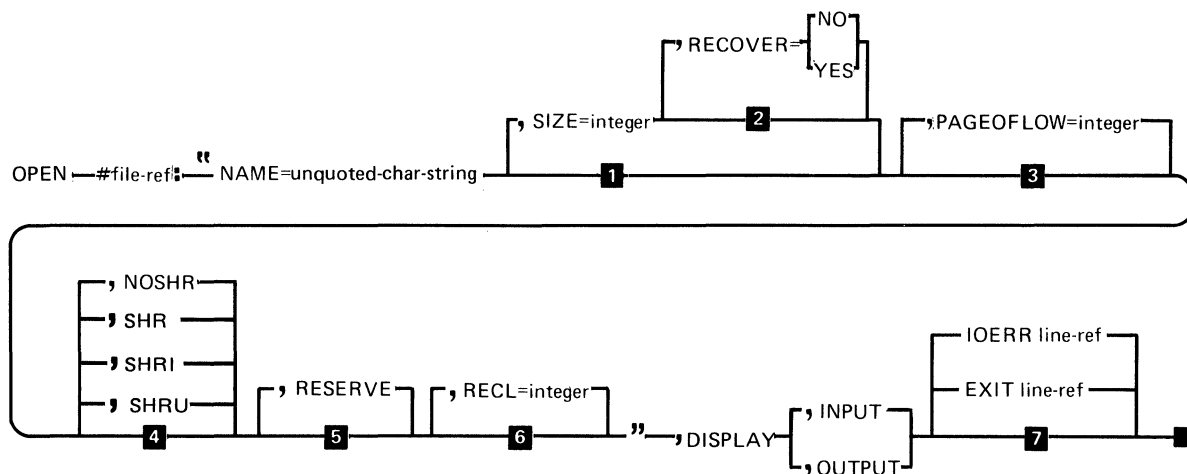 NO
, RECOVER=
YES
, SIZE=integer
2
, PAGEOFLOW=integer
OPEN #file-ref: " NAME=unquoted-char-string
1
3
, NOSHR
, SHR
, SHRI
, SHRU
4
, RESERVE
5
, RECL=integer
6
" ,DISPLAY
, INPUT
, OUTPUT
IOERR line-ref
EXIT line-ref
7